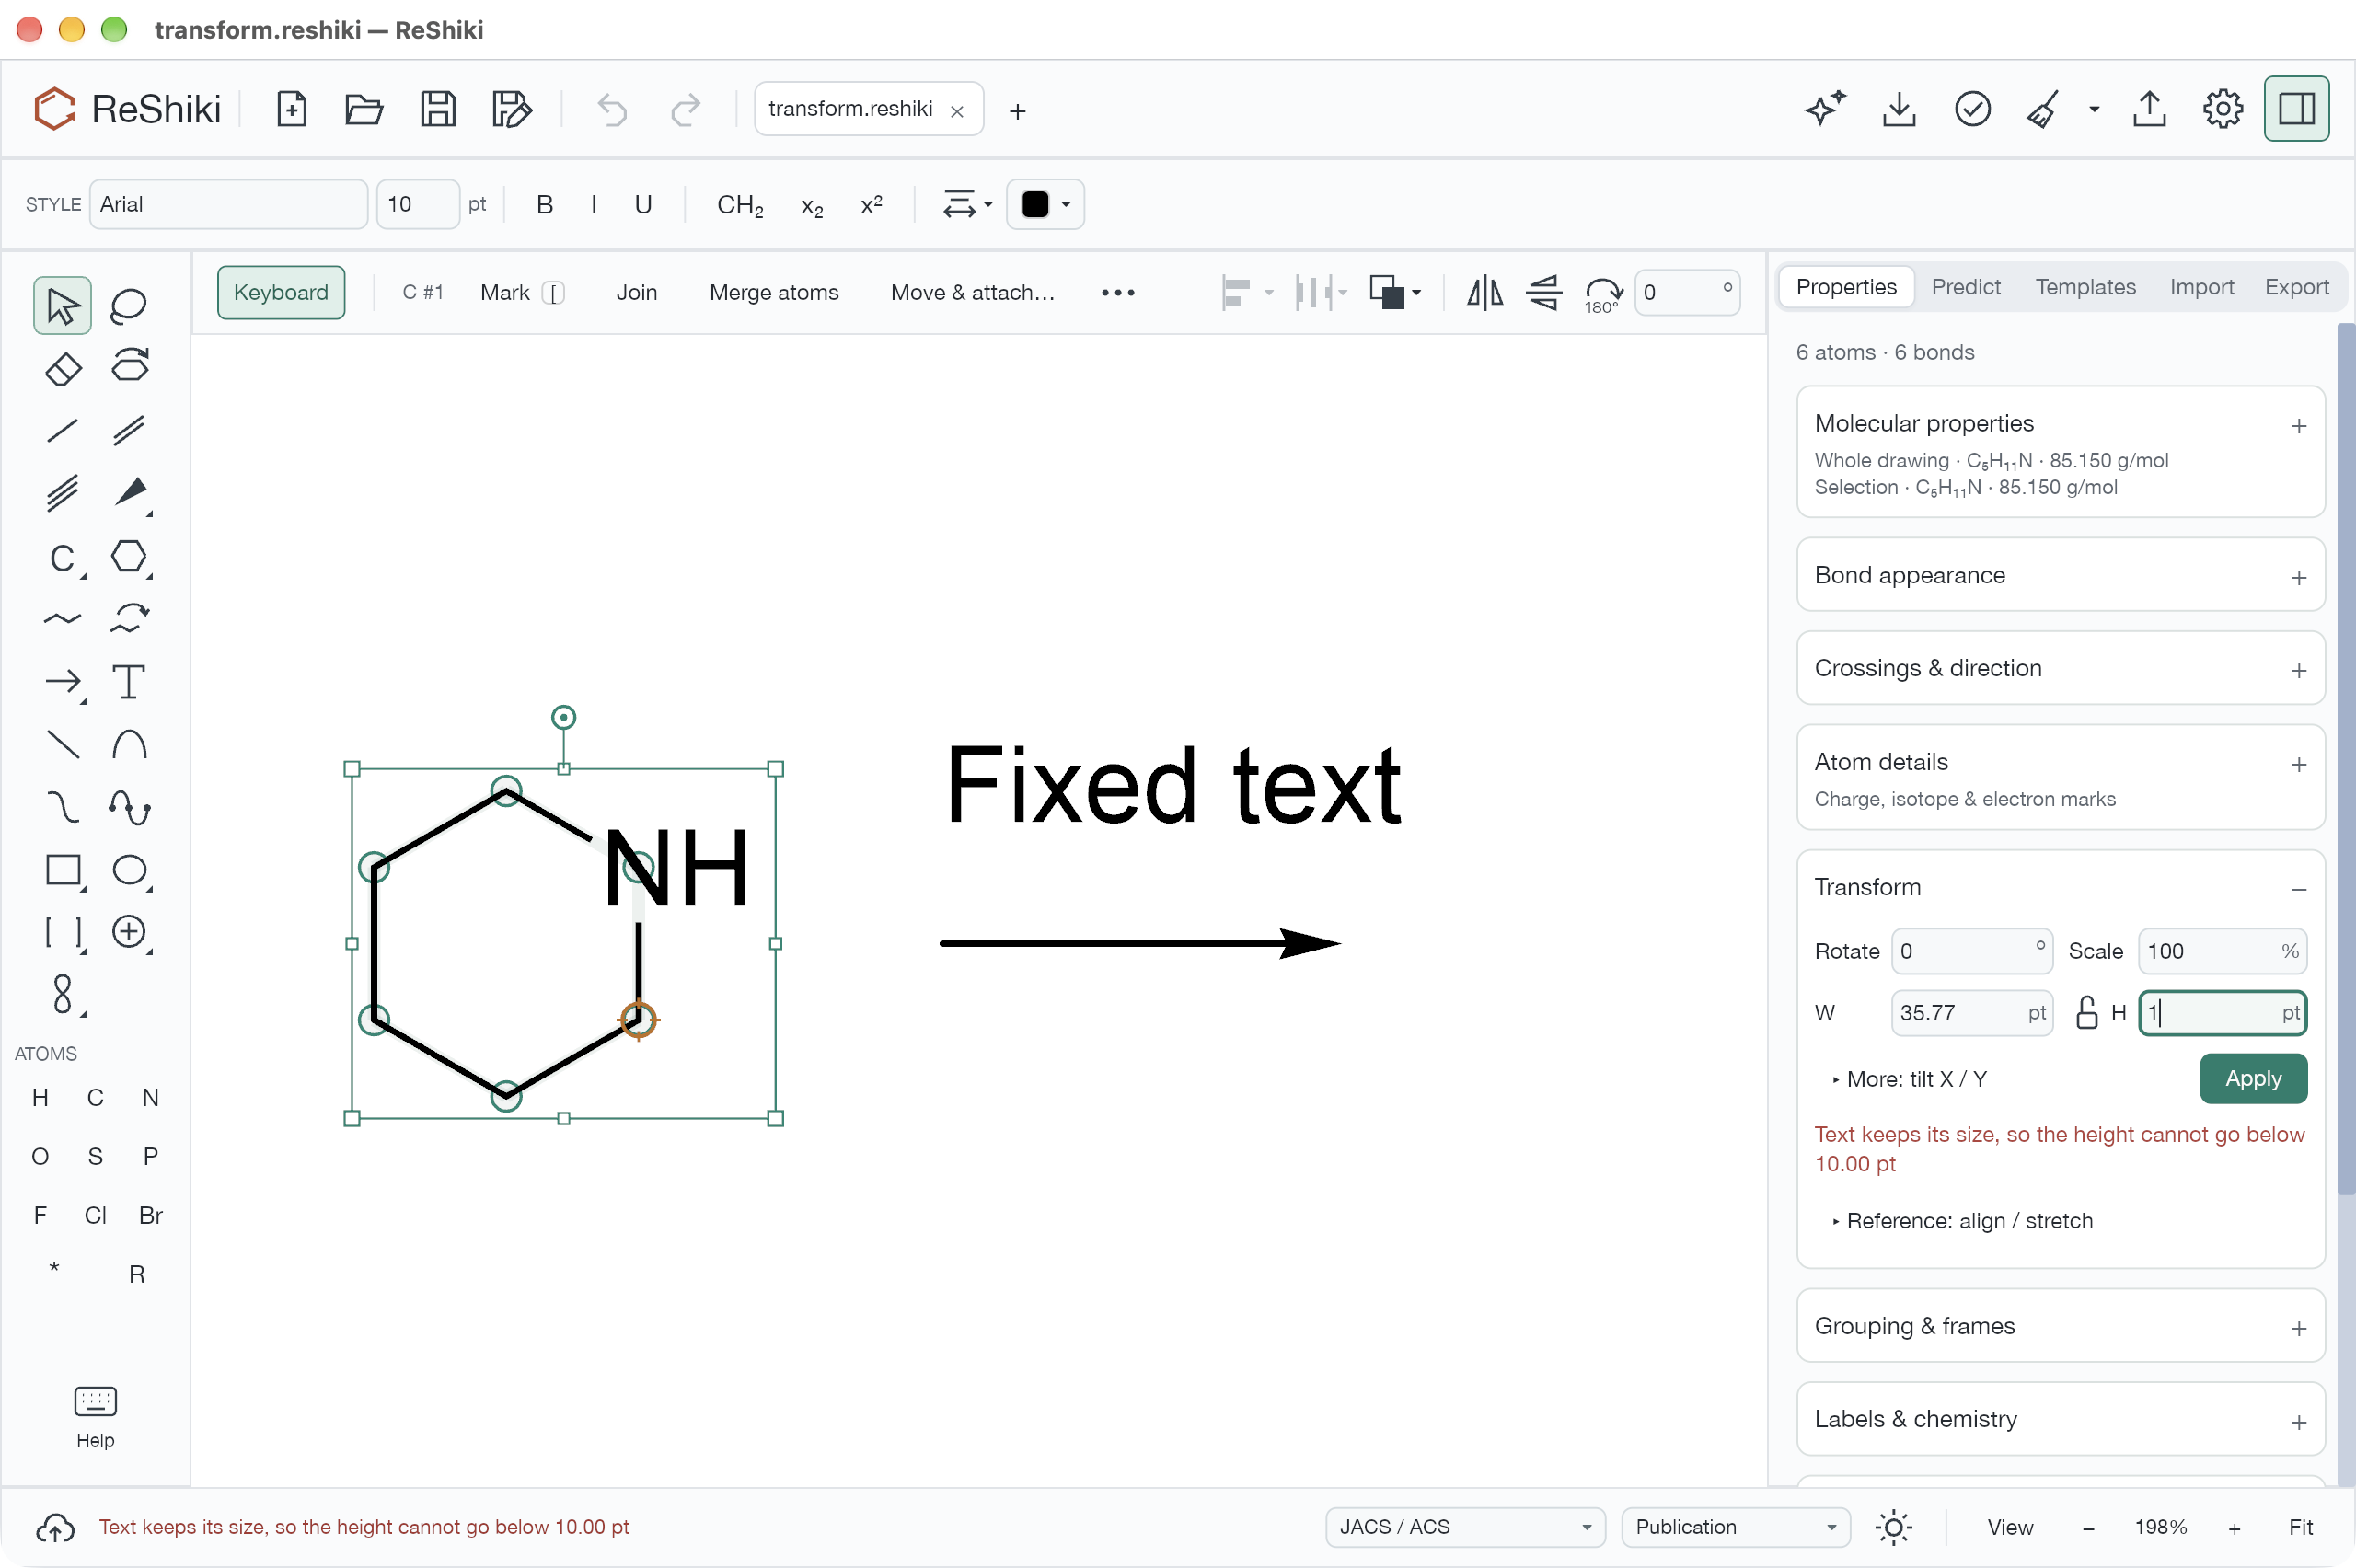 transform.reshiki — ReShiki
ReShiki
transform.reshiki × +
STYLE Arial 10 pt B I U CH₂ x₂ x²
Keyboard C #1 Mark [ Join Merge atoms Move & attach... ••• 180° 0 °
Properties Predict Templates Import Export
6 atoms · 6 bonds
Molecular properties +
Whole drawing · C₅H₁₁N · 85.150 g/mol
Selection · C₅H₁₁N · 85.150 g/mol
Bond appearance +
Crossings & direction +
Atom details +
Charge, isotope & electron marks
Transform −
Rotate 0 ° Scale 100 %
W 35.77 pt H 1 pt
More: tilt X / Y Apply
Text keeps its size, so the height cannot go below
10.00 pt
Reference: align / stretch
Grouping & frames +
Labels & chemistry +
C
T
[ ]
8
ATOMS
H C N
O S P
F Cl Br
* R
Help
Fixed text
NH
Text keeps its size, so the height cannot go below 10.00 pt
JACS / ACS Publication View − 198% + Fit